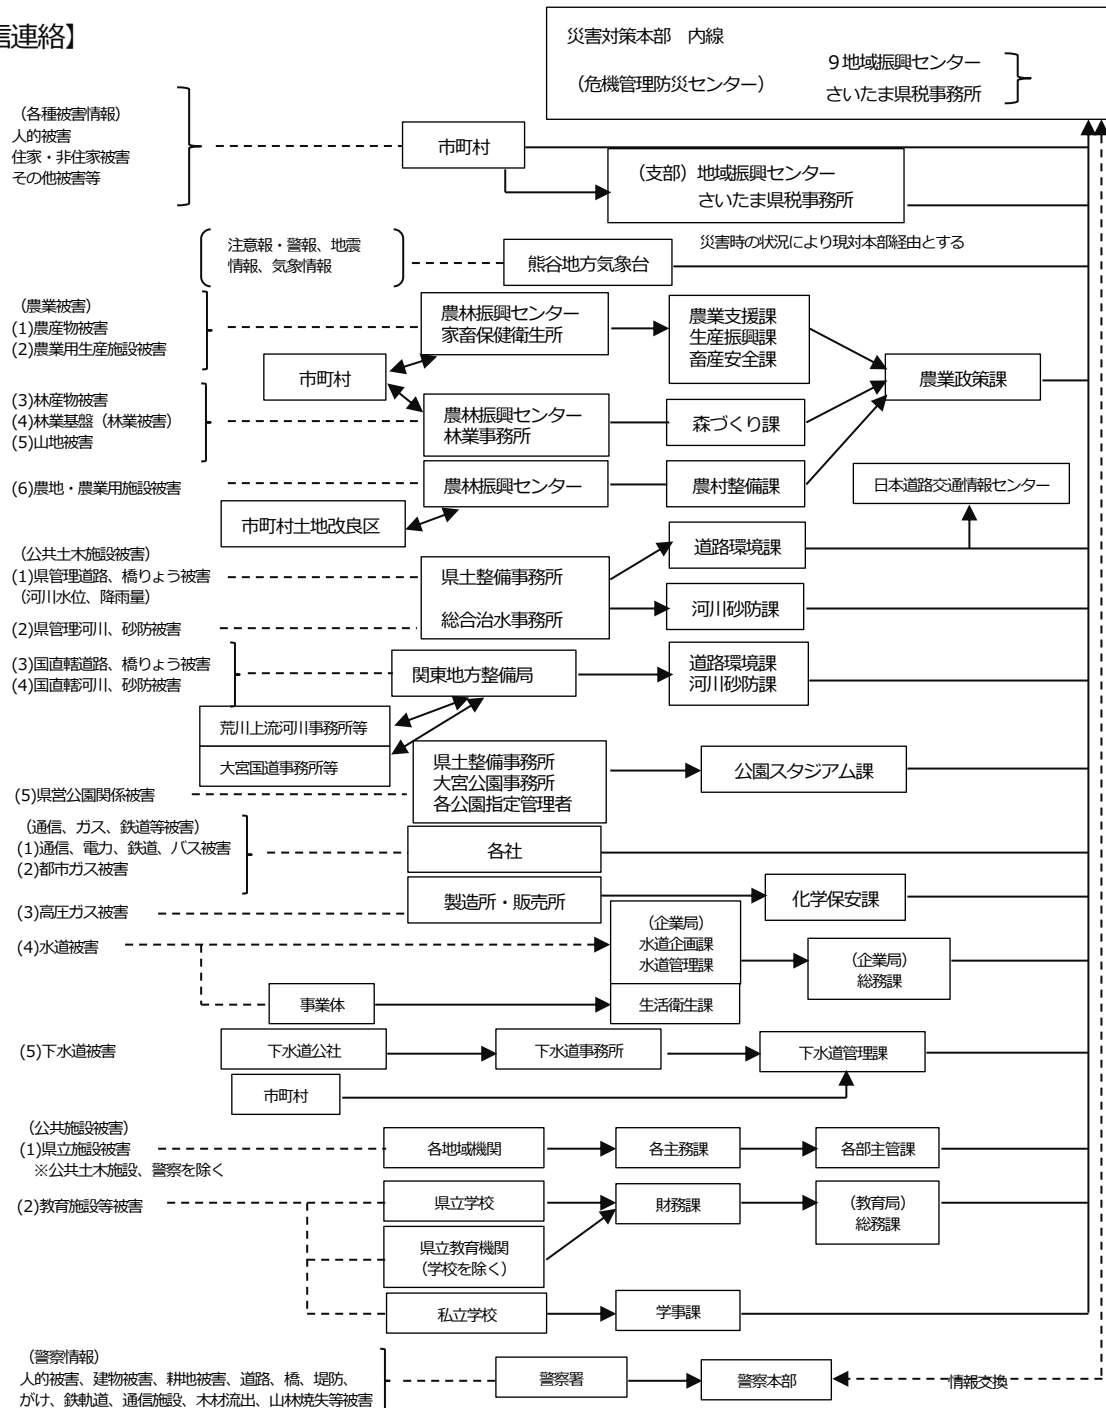 信連絡】
災害対策本部　内線
（危機管理防災センター）
９地域振興センター
さいたま県税事務所
（各種被害情報）
人的被害
住家・非住家被害
その他被害等
市町村
（支部）地域振興センター
さいたま県税事務所
災害時の状況により現対本部経由とする
注意報・警報、地震
情報、気象情報
熊谷地方気象台
（農業被害）
(1)農産物被害
(2)農業用生産施設被害
農林振興センター
家畜保健衛生所
農業支援課
生産振興課
畜産安全課
市町村
農業政策課
(3)林産物被害
(4)林業基盤（林業被害）
(5)山地被害
農林振興センター
林業事務所
森づくり課
(6)農地・農業用施設被害
農林振興センター
農村整備課
日本道路交通情報センター
市町村土地改良区
（公共土木施設被害）
(1)県管理道路、橋りょう被害
（河川水位、降雨量）
(2)県管理河川、砂防被害
県土整備事務所
総合治水事務所
道路環境課
河川砂防課
(3)国直轄道路、橋りょう被害
(4)国直轄河川、砂防被害
関東地方整備局
道路環境課
河川砂防課
荒川上流河川事務所等
大宮国道事務所等
(5)県営公園関係被害
県土整備事務所
大宮公園事務所
各公園指定管理者
公園スタジアム課
（通信、ガス、鉄道等被害）
(1)通信、電力、鉄道、バス被害
(2)都市ガス被害
各社
(3)高圧ガス被害
製造所・販売所
化学保安課
(4)水道被害
（企業局）
水道企画課
水道管理課
（企業局）
総務課
事業体
生活衛生課
(5)下水道被害
下水道公社
下水道事務所
下水道管理課
市町村
（公共施設被害）
(1)県立施設被害
※公共土木施設、警察を除く
各地域機関
各主務課
各部主管課
(2)教育施設等被害
県立学校
財務課
（教育局）
総務課
県立教育機関
（学校を除く）
私立学校
学事課
（警察情報）
人的被害、建物被害、耕地被害、道路、橋、堤防、
がけ、鉄軌道、通信施設、木材流出、山林焼失等被害
警察署
警察本部
情報交換